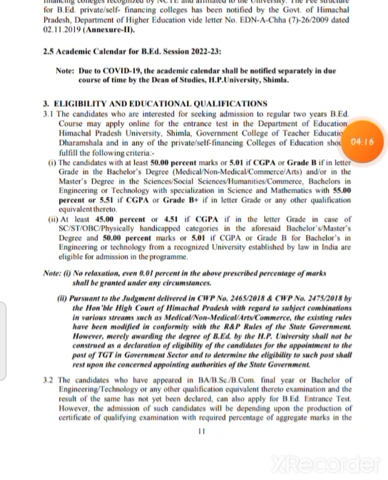 financing colleges recognized by NCTE and affiliated to the University. The Fee structure
for B.Ed. private/self- financing colleges has been notified by the Govt. of Himachal
Pradesh, Department of Higher Education vide letter No. EDN-A-Chha (7)-26/2009 dated
02.11.2019 (Annexure-II).
2.5 Academic Calendar for B.Ed. Session 2022-23:
Note: Due to COVID-19, the academic calendar shall be notified separately in due
course of time by the Dean of Studies, H.P.University, Shimla.
3. ELIGIBILITY AND EDUCATIONAL QUALIFICATIONS
3.1 The candidates who are interested for seeking admission to regular two years B.Ed.
Course may apply online for the entrance test in the Department of Education,
Himachal Pradesh University, Shimla, Government College of Teacher Educatio
Dharamshala and in any of the private/self-financing Colleges of Education shou
04:16
fulfill the following criteria:-
(i) The candidates with at least 50.00 percent marks or 5.01 if CGPA or Grade B if in letter
Grade in the Bachelor's Degree (Medical/Non-Medical/Commerce/Arts) and/or in the
Master's Degree in the Sciences/Social Sciences/Humanities/Commerce, Bachelors in
Engineering or Technology with specialization in Science and Mathematics with 55.00
percent or 5.51 if CGPA or Grade B+ if in letter Grade or any other qualification
equivalent thereto.
(ii) At least 45.00 percent or 4.51 if CGPA if in the letter Grade in case of
SC/ST/OBC/Physically handicapped categories in the aforesaid Bachelor's/Master's
Degree and 50.00 percent marks or 5.01 if CGPA or Grade B for Bachelor's in
Engineering or technology from a recognized University established by law in India are
eligible for admission in the programme.
Note: (i) No relaxation, even 0.01 percent in the above prescribed percentage of marks
shall be granted under any circumstances.
(ii) Pursuant to the Judgment delivered in CWP No. 2465/2018 & CWP No. 2475/2018 by
the Hon'ble High Court of Himachal Pradesh with regard to subject combinations
in various streams such as Medical/Non-Medical/Arts/Commerce, the existing rules
have been modified in conformity with the R&P Rules of the State Government.
However, merely awarding the degree of B.Ed. by the H.P. University shall not be
construed as a declaration of eligibility of the candidates for the appointment to the
post of TGT in Government Sector and to determine the eligibility to such post shall
rest upon the concerned appointing authorities of the State Government.
3.2 The candidates who have appeared in BA/B.Sc./B.Com. final year or Bachelor of
Engineering/Technology or any other qualification equivalent thereto examination and the
result of the same has not yet been declared, can also apply for B.Ed. Entrance Test.
However, the admission of such candidates will be depending upon the production of
certificate of qualifying examination with required percentage of aggregate marks in the
11
XRecorder